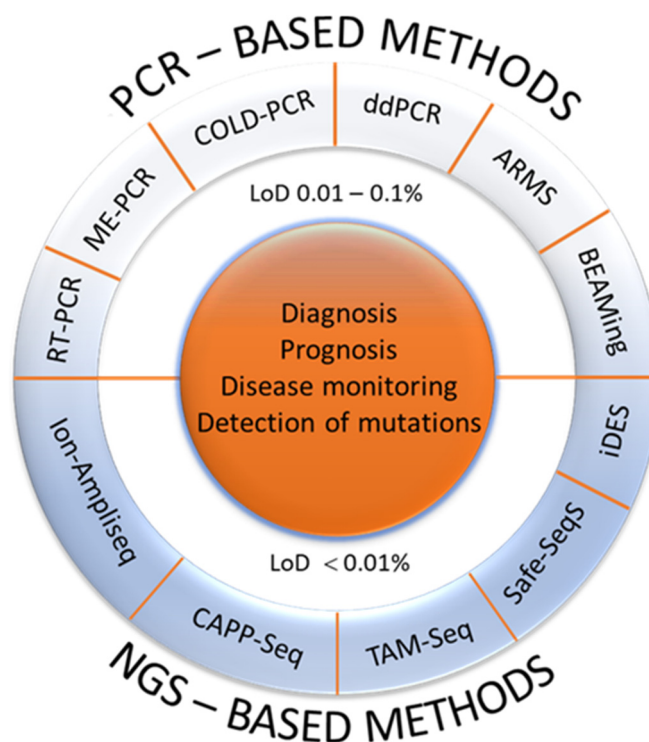 PCR – BASED METHODS
RT-PCR
ME-PCR
COLD-PCR
ddPCR
ARMS
BEAMing
LoD 0.01 – 0.1%
Diagnosis
Prognosis
Disease monitoring
Detection of mutations
LoD < 0.01%
Ion-Ampliseq
CAPP-Seq
TAM-Seq
Safe-SeqS
iDES
NGS – BASED METHODS